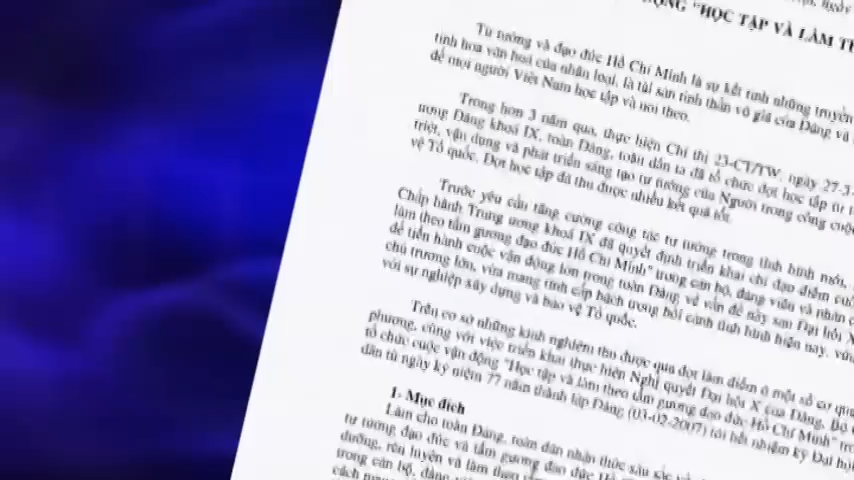 "HỌC TẬP VÀ LÀM
Tư tưởng và đạo đức Hồ Chí Minh là sự kết tinh những truyền
tinh hoa văn hoá của nhân loại, là tài sản tinh thần vô giá của Đảng và
để mọi người Việt Nam học tập và noi theo.
Trong hơn 3 năm qua, thực hiện Chỉ thị 23-CT/TW, ngày 27-3
ương Đảng khoá IX, toàn Đảng, toàn dân ta đã tổ chức đợt học tập tư
triệt, vận dụng và phát triển sáng tạo tư tưởng của Người trong công cuộc
vệ Tổ quốc. Đợt học tập đã thu được nhiều kết quả tốt.
Trước yêu cầu tăng cường công tác tư tưởng trong tình hình mới,
Chấp hành Trung ương khoá IX đã quyết định triển khai chỉ đạo điểm cuộc
làm theo tấm gương đạo đức Hồ Chí Minh" trong cán bộ, đảng viên và nhân
để tiến hành cuộc vận động lớn trong toàn Đảng về vấn đề này sau Đại hội X
chủ trương lớn, vừa mang tính cấp bách trong bối cảnh tình hình hiện nay, vừa
với sự nghiệp xây dựng và bảo vệ Tổ quốc.
Trên cơ sở những kinh nghiệm thu được qua đợt làm điểm ở một số cơ
phương, cùng với việc triển khai thực hiện Nghị quyết Đại hội X của Đảng, Bộ
tổ chức cuộc vận động "Học tập và làm theo tấm gương đạo đức Hồ Chí Minh"
dân từ ngày kỷ niệm 77 năm thành lập Đảng (03-02-2007) tới hết nhiệm kỳ Đại hội
1- Mục đích
Làm cho toàn Đảng, toàn dân nhận thức sâu sắc về
tư tưởng đạo đức và tấm gương đạo đức Hồ
dưỡng, rèn luyện và làm theo
trong cán bộ, đảng